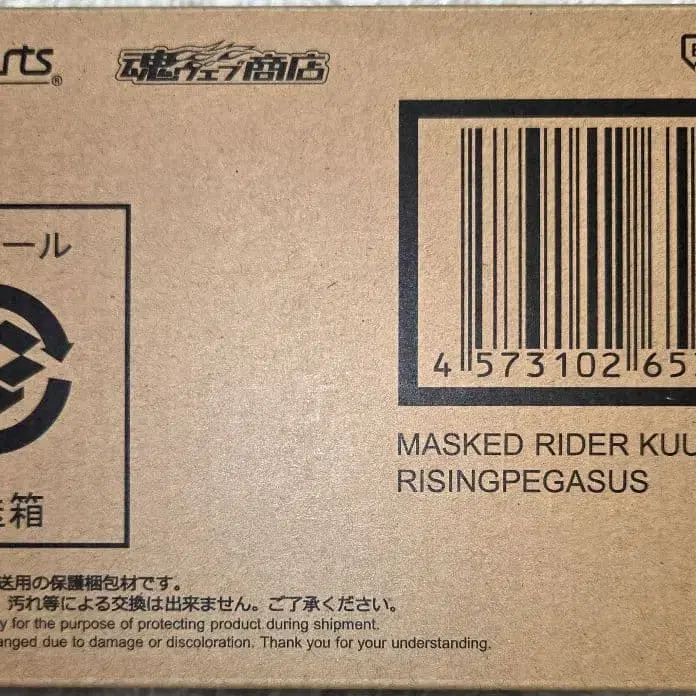 rts®
魂ウェブ商店
ール
箱
4 573102 65
MASKED RIDER KUU
RISINGPEGASUS
送用の保護梱包材です。
汚れ等による交換は出来ません。ご了承ください。
y for the purpose of protecting product during shipment.
anged due to damage or discoloration. Thank you for your understanding.